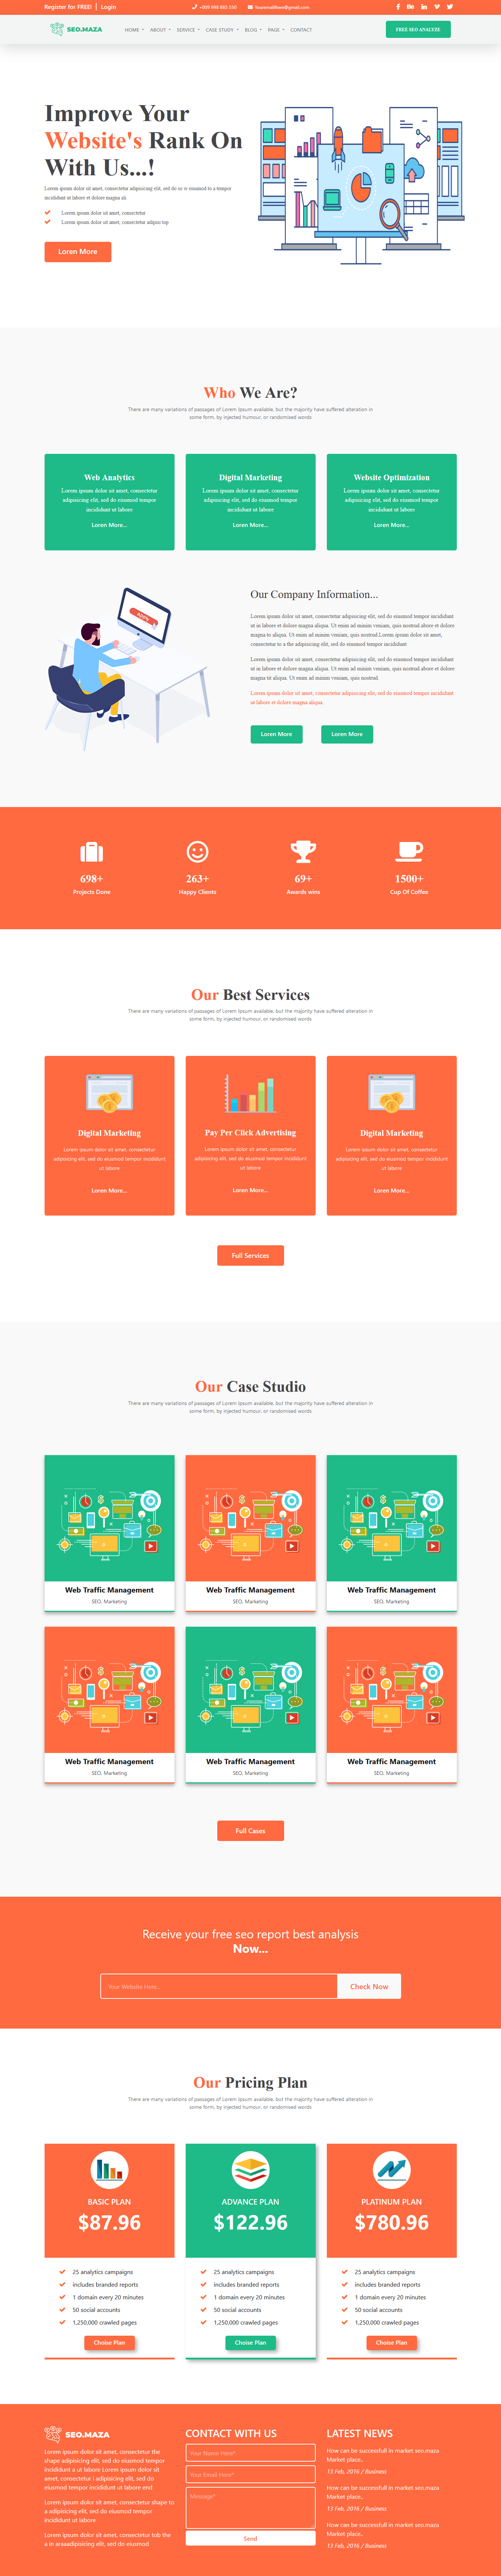 Register for FREE! | Login
+009 998 883 550
Youremailhere@gmail.com
SEO.MAZA
HOME
ABOUT
SERVICE
CASE STUDY
BLOG
PAGE
CONTACT
FREE SEO ANALYZE
Improve Your
Website's Rank On
With Us...!
Lorem ipsum dolor sit amet, consectetur adipisicing elit, sed do so re eiusmod to a tempor
incididunt ut labore et dolore magna ali
Lorem ipsum dolor sit amet, consectetur
Lorem ipsum dolor sit amet, consectetur adipiso top
Loren More
Who We Are?
There are many variations of passages of Lorem Ipsum available, but the majority have suffered alteration in
some form, by injected humour, or randomised words
Web Analytics
Lorem ipsum dolor sit amet, consectetur
adipisicing elit, sed do eiusmod tempor
incididunt ut labore
Loren More...
Digital Marketing
Lorem ipsum dolor sit amet, consectetur
adipisicing elit, sed do eiusmod tempor
incididunt ut labore
Loren More...
Website Optimization
Lorem ipsum dolor sit amet, consectetur
adipisicing elit, sed do eiusmod tempor
incididunt ut labore
Loren More...
Our Company Information...
Lorem ipsum dolor sit amet, consectetur adipisicing elit, sed do eiusmod tempor incididunt
ut in labore et dolore magna aliqua. Ut enim ad minim veniam, quis nostrud.abore et dolore
magna to aliqua. Ut enim ad minim veniam, quis nostrud.Lorem ipsum dolor sit amet,
consectetur to a the adipisicing elit, sed do eiusmod tempor incididunt
Lorem ipsum dolor sit amet, consectetur adipisicing elit, sed do eiusmod tempor incididunt
ut in labore et dolore magna aliqua. Ut enim ad minim veniam, quis nostrud abore et dolore
magna aliqua. Ut enim ad minim veniam, quis nostrud.
Lorem ipsum dolor sit amet, consectetur adipisicing elit, sed do eiusmod tempor incididunt
ut labore et dolore magna aliqua.
Loren More
Loren More
698+
Projects Done
263+
Happy Clients
69+
Awards wins
1500+
Cup Of Coffee
Our Best Services
There are many variations of passages of Lorem Ipsum available, but the majority have suffered alteration in
some form, by injected humour, or randomised words
Digital Marketing
Lorem ipsum dolor sit amet, consectetur
adipisicing elit, sed do eiusmod tempor incididunt
ut labore
Loren More...
Pay Per Click Advertising
Lorem ipsum dolor sit amet, consectetur
adipisicing elit, sed do eiusmod tempor incididunt
ut labore
Loren More...
Digital Marketing
Lorem ipsum dolor sit amet, consectetur
adipisicing elit, sed do eiusmod tempor incididunt
ut labore
Loren More...
Full Services
Our Case Studio
There are many variations of passages of Lorem Ipsum available, but the majority have suffered alteration in
some form, by injected humour, or randomised words
Web Traffic Management
SEO, Marketing
Web Traffic Management
SEO, Marketing
Web Traffic Management
SEO, Marketing
Web Traffic Management
SEO, Marketing
Web Traffic Management
SEO, Marketing
Web Traffic Management
SEO, Marketing
Full Cases
Receive your free seo report best analysis
Now...
Your Website Here...
Check Now
Our Pricing Plan
There are many variations of passages of Lorem Ipsum available, but the majority have suffered alteration in
some form, by injected humour, or randomised words
BASIC PLAN
$87.96
25 analytics campaigns
includes branded reports
1 domain every 20 minutes
50 social accounts
1,250,000 crawled pages
Choise Plan
ADVANCE PLAN
$122.96
25 analytics campaigns
includes branded reports
1 domain every 20 minutes
50 social accounts
1,250,000 crawled pages
Choise Plan
PLATINUM PLAN
$780.96
25 analytics campaigns
includes branded reports
1 domain every 20 minutes
50 social accounts
1,250,000 crawled pages
Choise Plan
SEO.MAZA
Lorem ipsum dolor sit amet, consectetur the
shape adipisicing elit, sed do eiusmod tempor
incididunt a ut labore Lorem ipsum dolor sit
amet, consectetur i adipisicing elit, sed do
eiusmod tempor incididunt ut labore end
Lorem ipsum dolor sit amet, consectetur shape to
a adipisicing elit, sed do eiusmod tempor
incididunt ut labore
Lorem ipsum dolor sit amet, consectetur tob the
a in araaadipisicing elit, sed do eiusmod.
CONTACT WITH US
Your Name Here*
Your Email Here*
Message*
Send
LATEST NEWS
How can be successfull in market seo.maza
Market place..
13 Feb, 2016 / Business
How can be successfull in market seo.maza
Market place..
13 Feb, 2016 / Business
How can be successfull in market seo.maza
Market place..
13 Feb, 2016 / Business